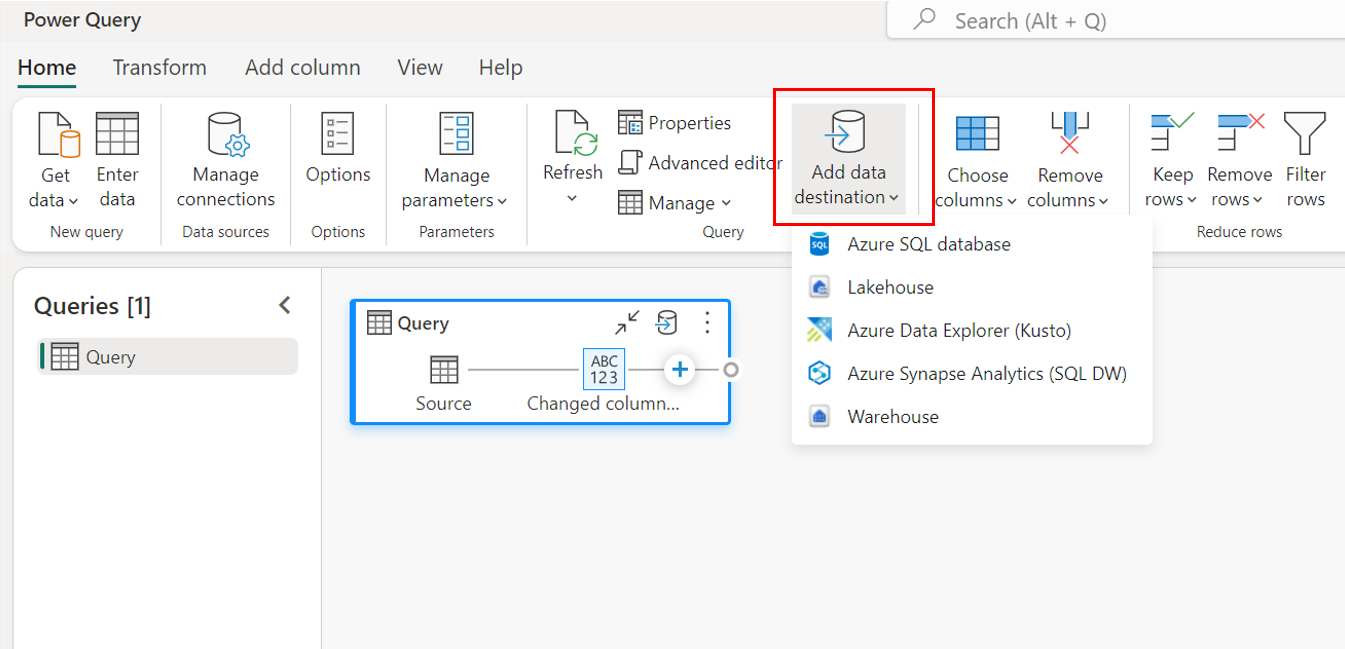 Power Query
Search (Alt + Q)
Home
Transform
Add column
View
Help
Get
data
Enter
data
New query
Manage
connections
Data sources
Options
Options
Manage
parameters
Parameters
Refresh
Properties
Advanced editor
Manage
Query
Add data
destination
Choose
columns
Remove
columns
Keep
rows
Remove
rows
Filter
rows
Reduce rows
SQL
Azure SQL database
Lakehouse
Azure Data Explorer (Kusto)
Azure Synapse Analytics (SQL DW)
Warehouse
Queries [1]
Query
Query
ABC
123
Source
Changed column...